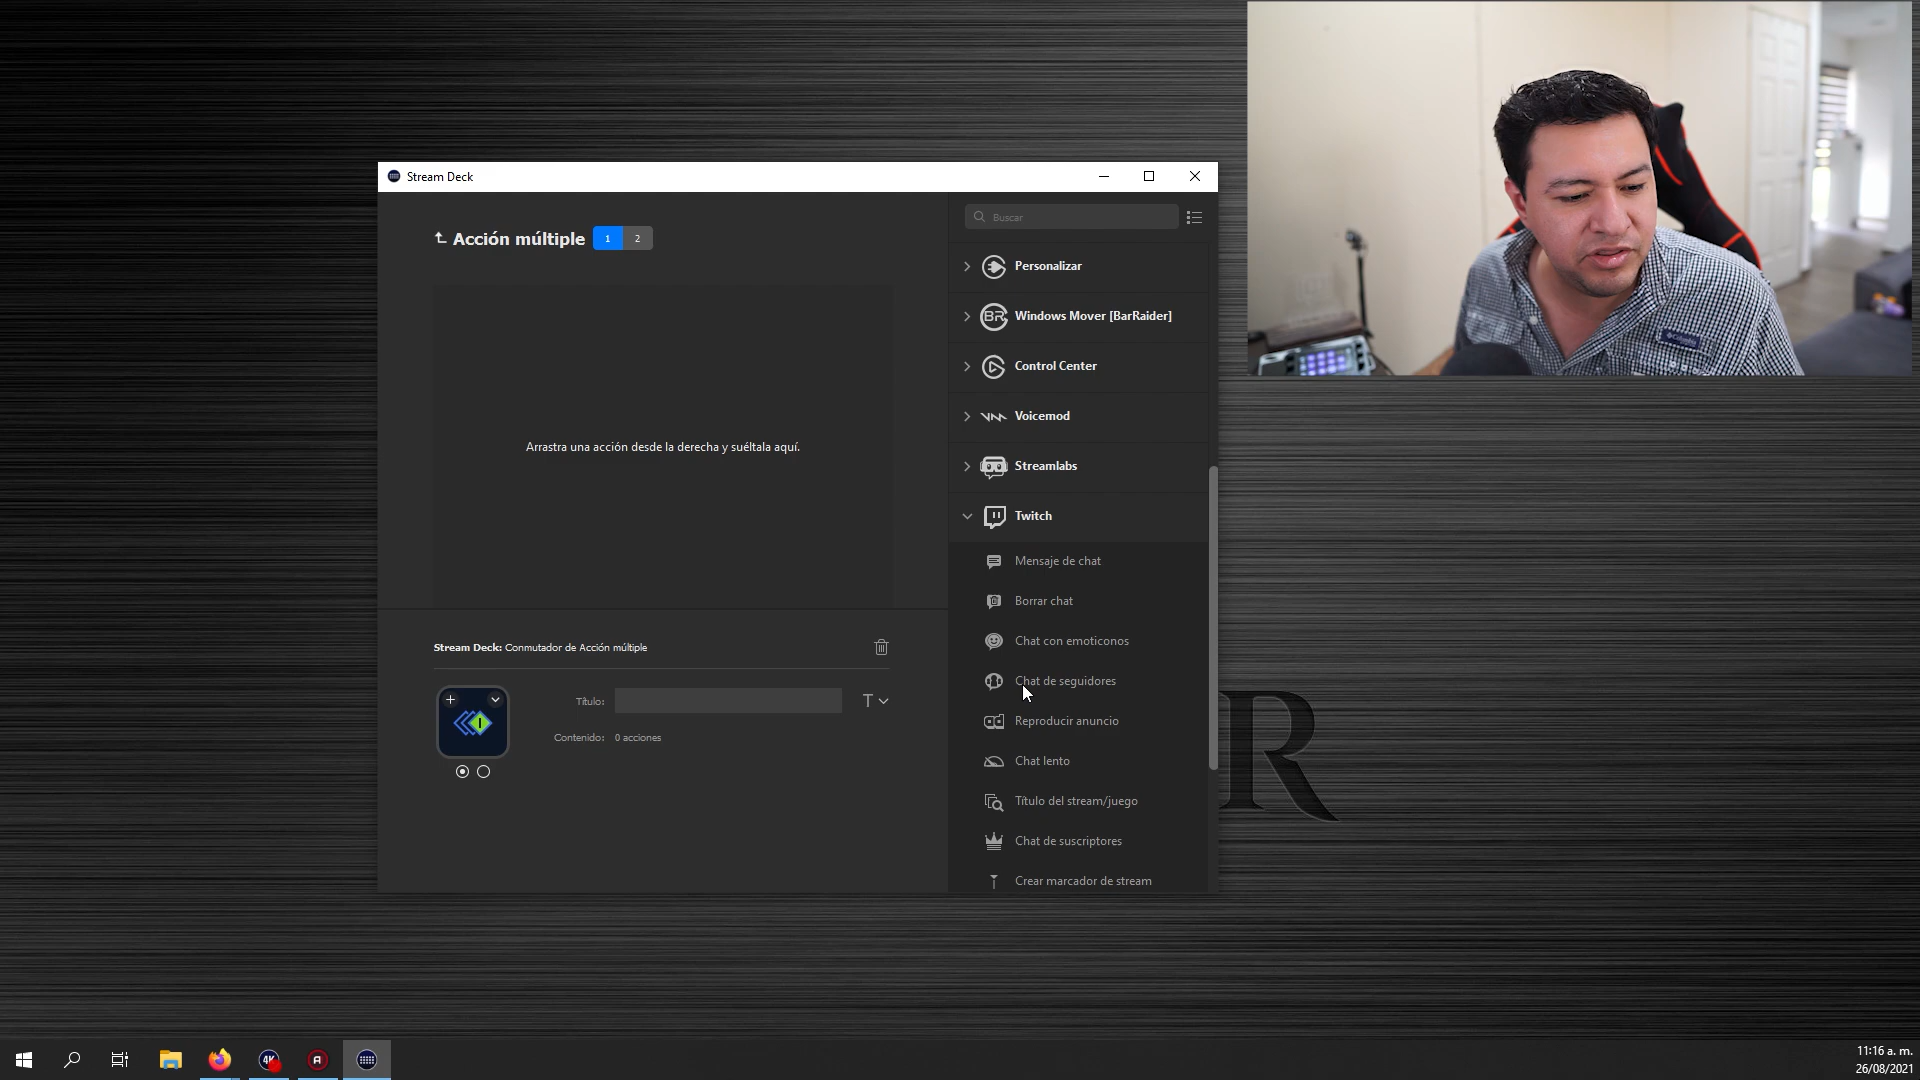 Stream Deck
Acción múltiple 1 2
Arrastra una acción desde la derecha y suéltala aquí.
Stream Deck: Conmutador de Acción múltiple
Título:
T
Contenido: 0 acciones
Buscar
Personalizar
BR Windows Mover [BarRaider]
Control Center
Voicemod
Streamlabs
Twitch
Mensaje de chat
Borrar chat
Chat con emoticonos
Chat de seguidores
Reproducir anuncio
Chat lento
Título del stream/juego
Chat de suscriptores
Crear marcador de stream
R
4K
11:16 a. m.
26/08/2021